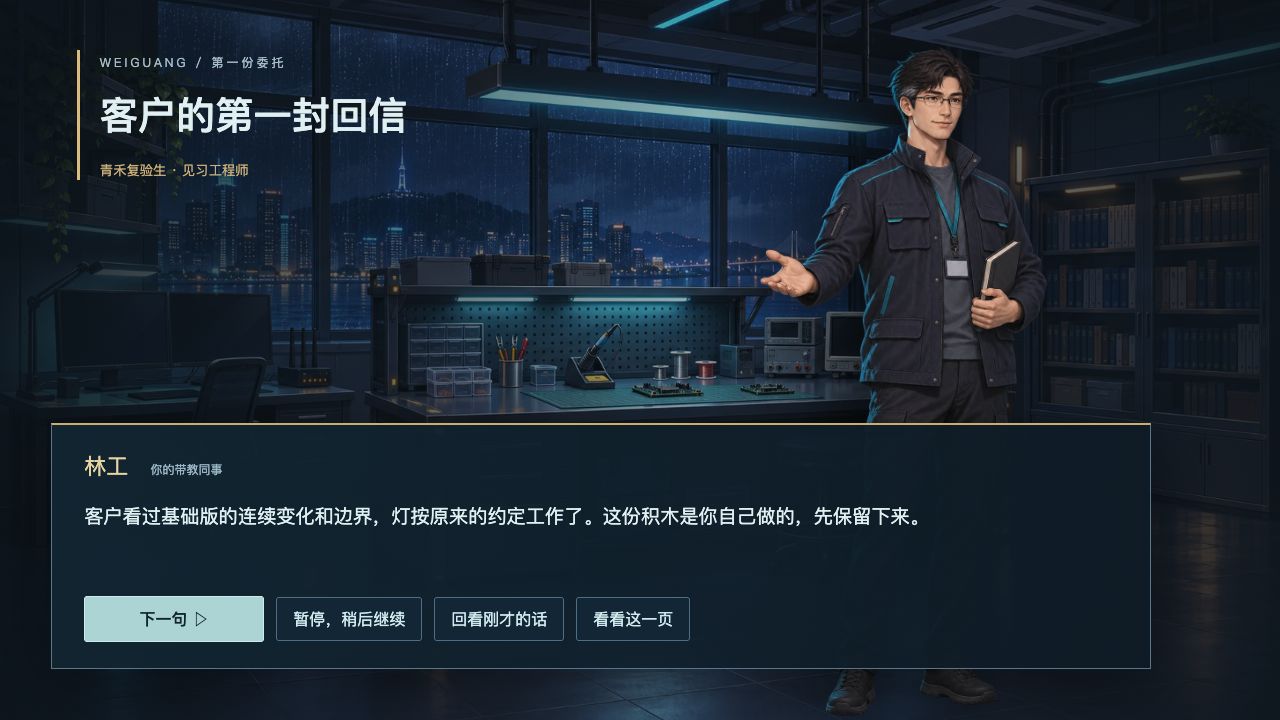 WEIGUANG / 第一份委托
客户的第一封回信
青禾复验生 · 见习工程师
林工 你的带教同事
客户看过基础版的连续变化和边界，灯按原来的约定工作了。这份积木是你自己做的，先保留下来。
下一句 ▷ 暂停，稍后继续 回看刚才的话 看看这一页